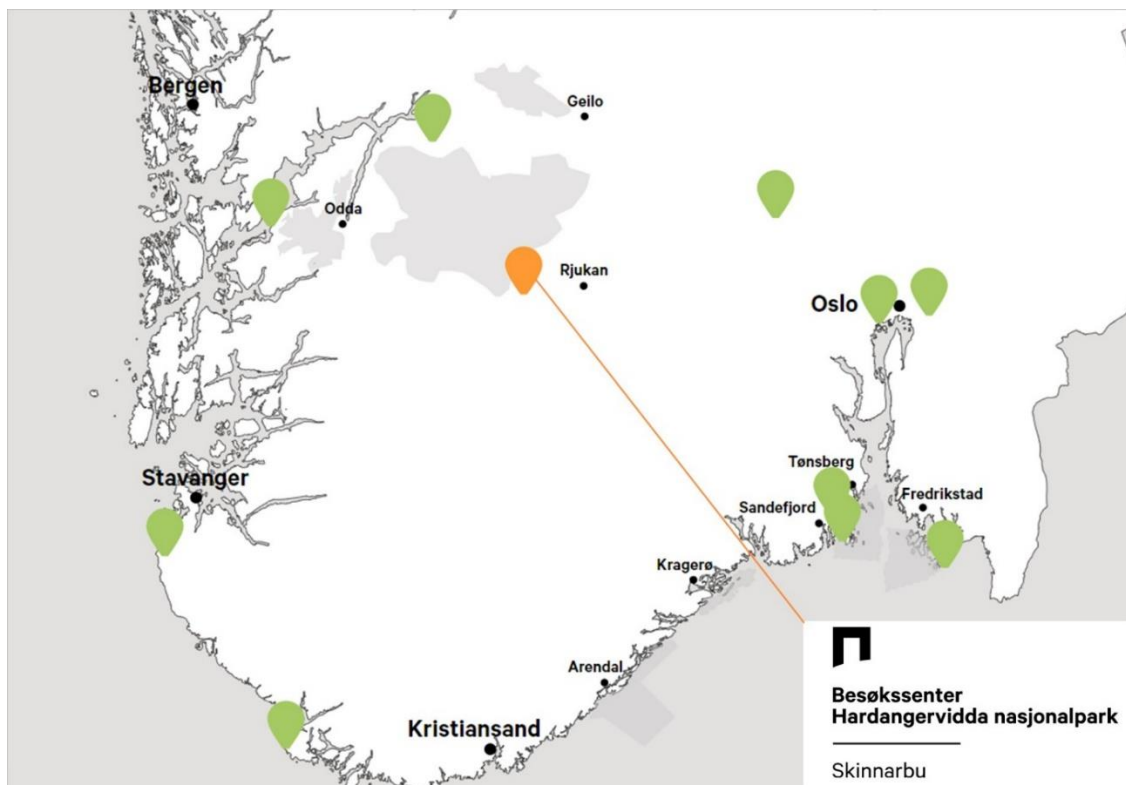 Bergen
Geilo
Odda
Rjukan
Oslo
Tønsberg
Stavanger
Sandefjord
Fredrikstad
Kragerø
Arendal
Kristiansand
Besøkssenter
Hardangervidda nasjonalpark
Skinnarbu